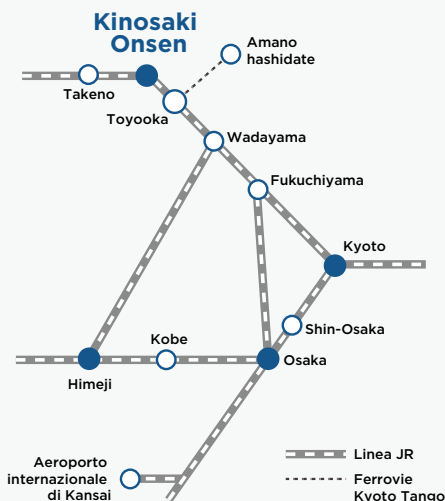 Kinosaki
Onsen
Amano
hashidate
Takeno
Toyooka
Wadayama
Fukuchiyama
Kyoto
Shin-Osaka
Kobe
Osaka
Himeji
Aeroporto
internazionale
di Kansai
Linea JR
Ferrovie
Kyoto Tango